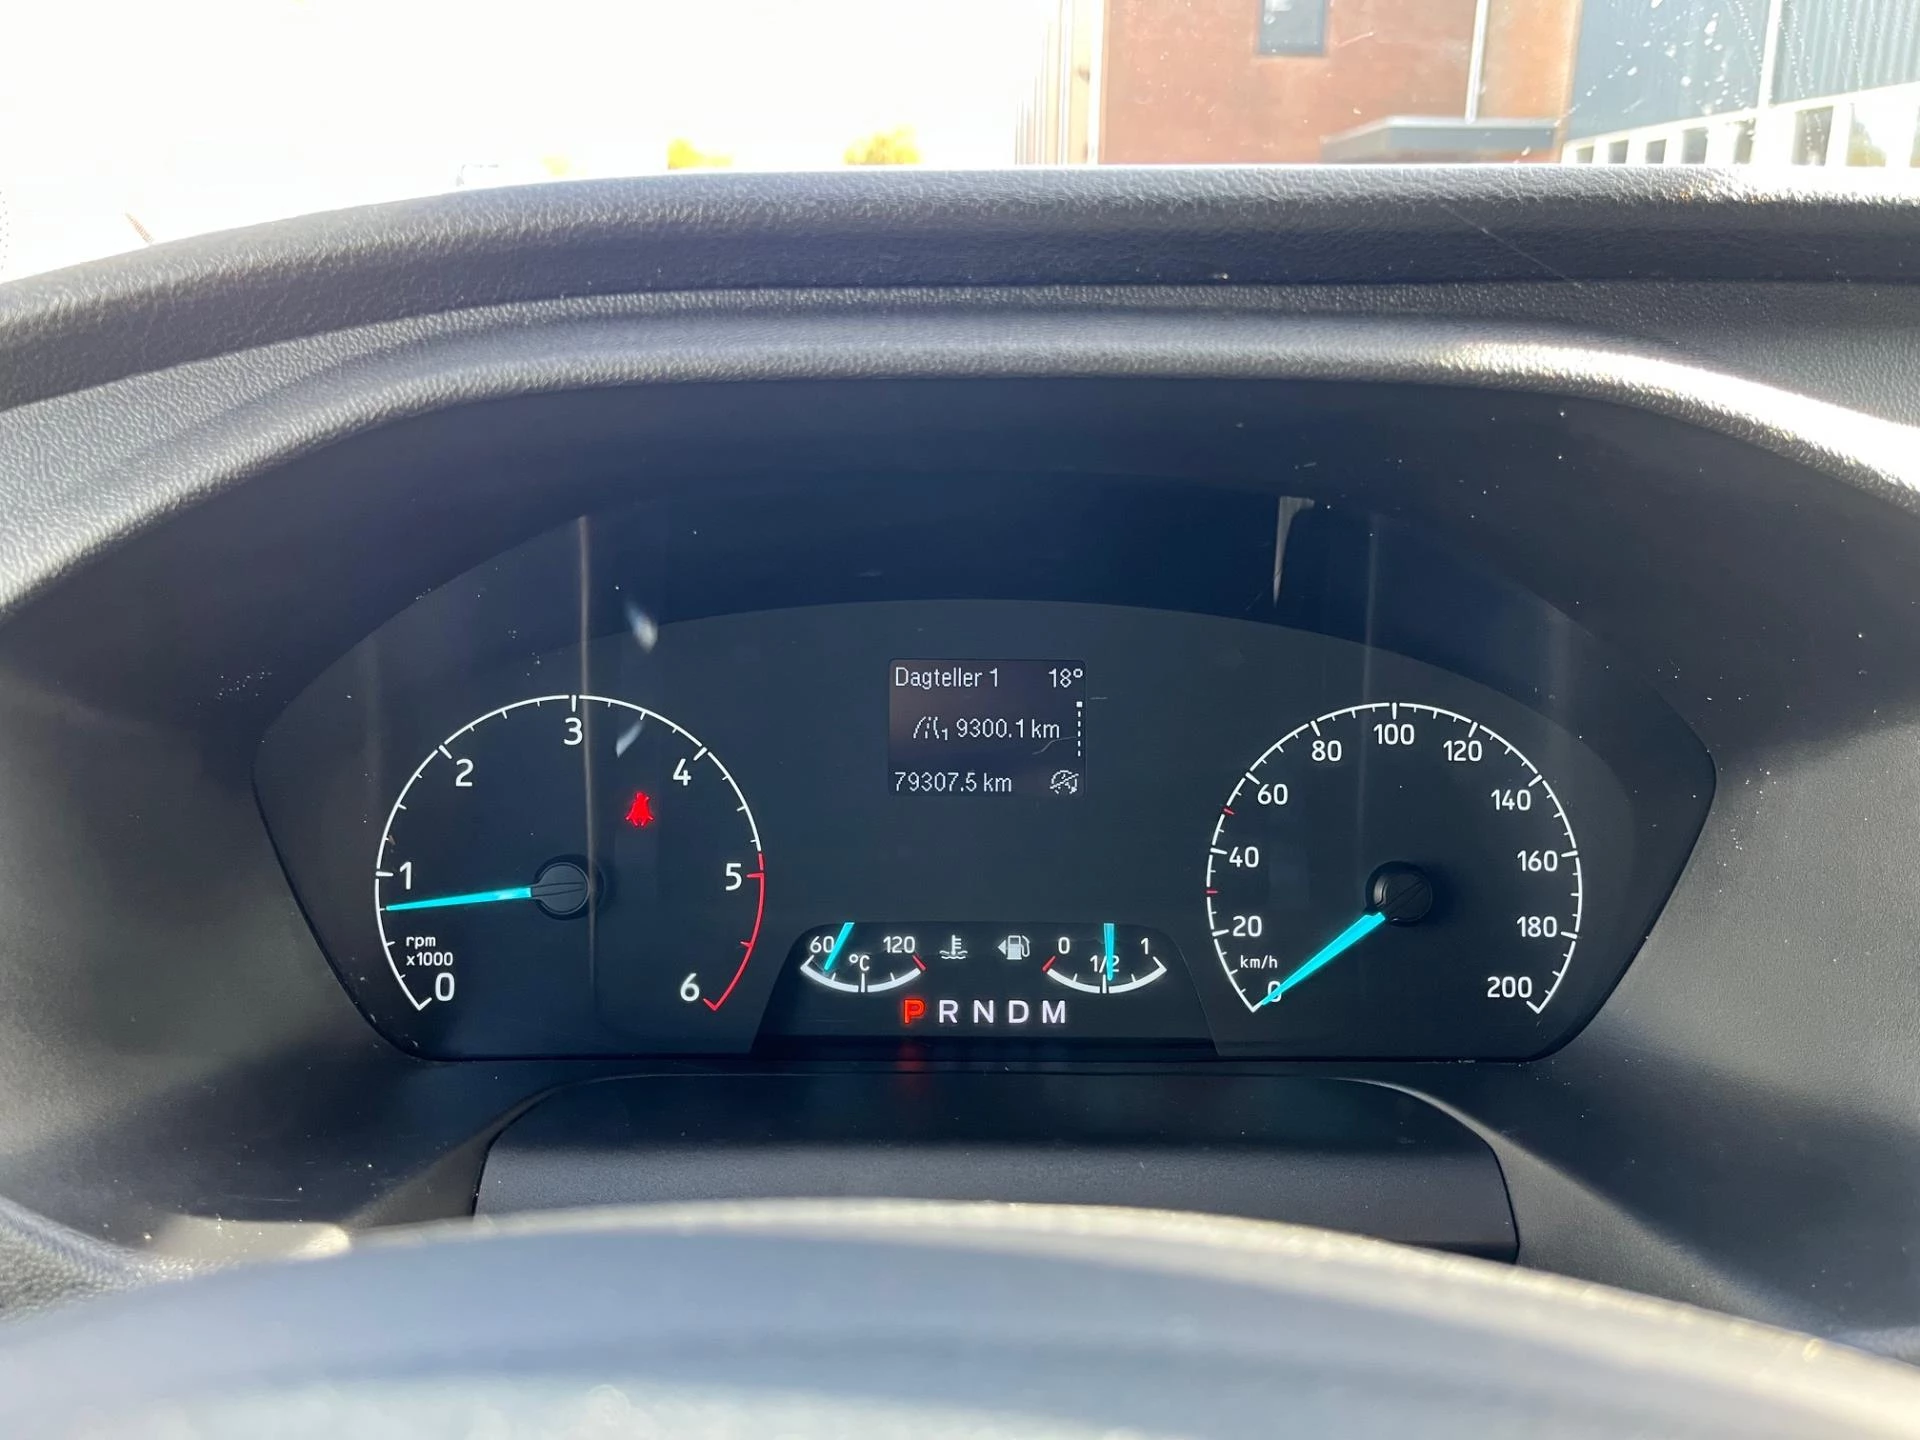 Dagteller 1 18°
1 9300.1 km
79307.5 km
0 1 2 3 4 5 6
rpm
x1000
60 120
°C
0 1/2 1
P R N D M
0 20 40 60 80 100 120 140 160 180 200
km/h